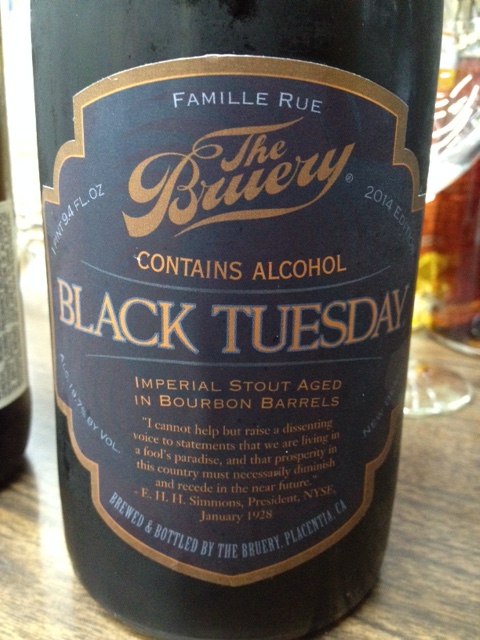 FAMILLE RUE
The
Bruery®
1 PINT 9.4 FL.OZ
2014 EDITION
CONTAINS ALCOHOL
BLACK TUESDAY
IMPERIAL STOUT AGED
IN BOURBON BARRELS
"I cannot help but raise a dissenting
voice to statements that we are living in
a fool's paradise, and that prosperity in
this country must necessarily diminish
and recede in the near future."
- E. H. H. Simmons, President, NYSE,
January 1928
BY VOL.
NEW
BREWED & BOTTLED BY THE BRUERY, PLACENTIA, CA